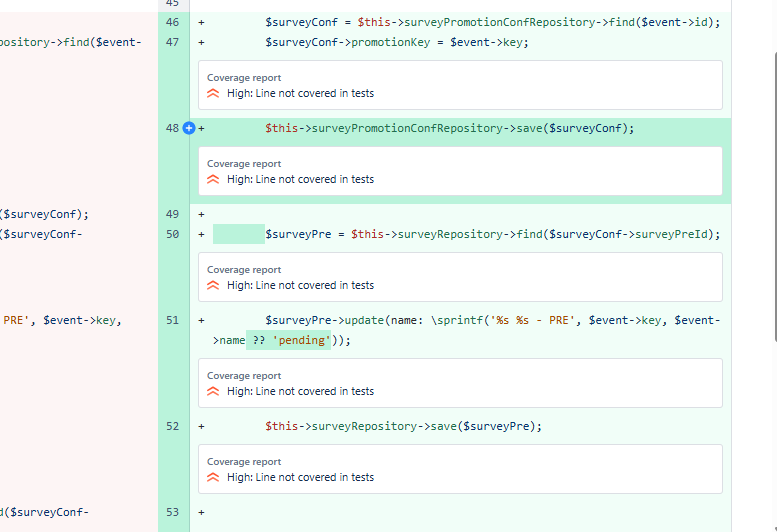 45
46 + $surveyConf = $this->surveyPromotionConfRepository->find($event->id);
pository->find($event- 47 + $surveyConf->promotionKey = $event->key;
Coverage report
High: Line not covered in tests
48 + $this->surveyPromotionConfRepository->save($surveyConf);
Coverage report
High: Line not covered in tests
($surveyConf); 49 +
($surveyConf- 50 + $surveyPre = $this->surveyRepository->find($surveyConf->surveyPreId);
Coverage report
High: Line not covered in tests
PRE', $event->key, 51 + $surveyPre->update(name: \sprintf('%s %s - PRE', $event->key, $event-
>name ?? 'pending'));
Coverage report
High: Line not covered in tests
52 + $this->surveyRepository->save($surveyPre);
Coverage report
High: Line not covered in tests
d($surveyConf- 53 +